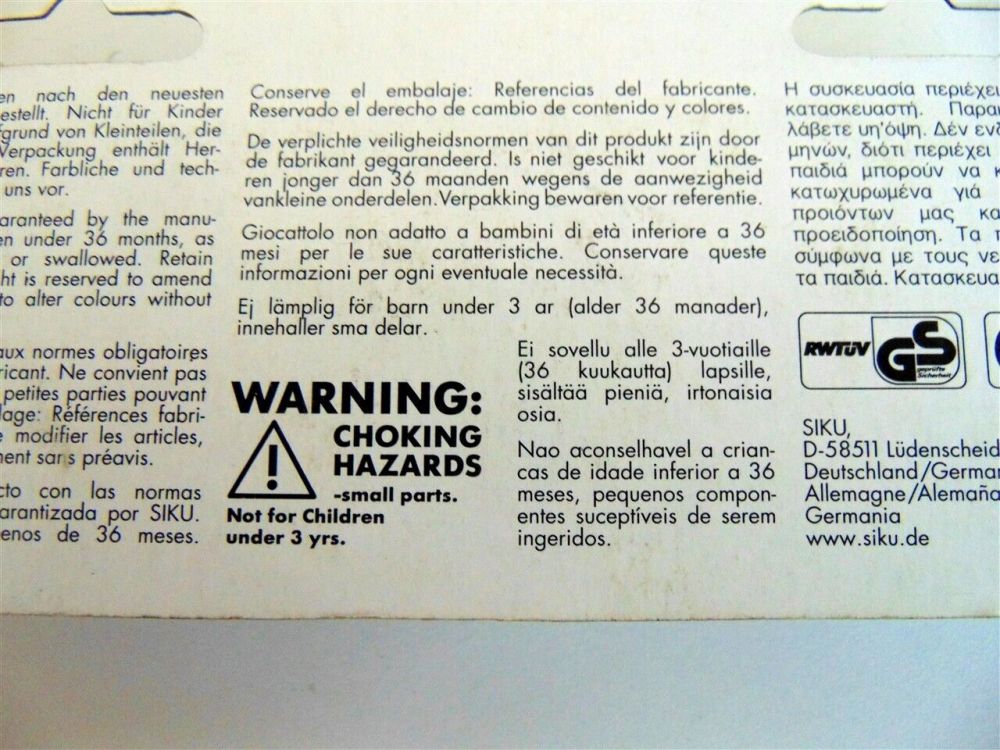 en nach den neuesten
estellt. Nicht für Kinder
fgrund von Kleinteilen, die
Verpackung enthält Her-
ren. Farbliche und tech-
uns vor.
aranteed by the manu-
en under 36 months, as
or swallowed. Retain
ht is reserved to amend
to alter colours without
aux normes obligatoires
ricant. Ne convient pas
petites parties pouvant
lage: Références fabri-
e modifier les articles,
ment sans préavis.
cto con las normas
arantizada por SIKU.
enos de 36 meses.
Conserve el embalaje: Referencias del fabricante.
Reservado el derecho de cambio de contenido y colores.
De verplichte veiligheidsnormen van dit produkt zijn door
de fabrikant gegarandeerd. Is niet geschikt voor kinde-
ren jonger dan 36 maanden wegens de aanwezigheid
vankleine onderdelen. Verpakking bewaren voor referentie.
Giocattolo non adatto a bambini di età inferiore a 36
mesi per le sue caratteristiche. Conservare queste
informazioni per ogni eventuale necessità.
Ej lämplig för barn under 3 ar (alder 36 manader),
innehaller sma delar.
WARNING:
CHOKING
HAZARDS
-small parts.
Not for Children
under 3 yrs.
Ei sovellu alle 3-vuotiaille
(36 kuukautta) lapsille,
sisältää pieniä, irtonaisia
osia.
Nao aconselhavel a crian-
cas de idade inferior a 36
meses, pequenos compon-
entes suceptíveis de serem
ingeridos.
Η συσκευασία περιέχει
κατασκευαστή. Παρα
λάβετε υη'όψη. Δέν ενδ
μηνών, διότι περιέχει
παιδιά μπορούν να κ
κατωχυρωμένα γιά
προιόντων μας κα
προειδοποίηση. Τα π
σύμφωνα με τους νε
τα παιδιά. Κατασκευα
RWTÜV GS
geprüfte
Sicherheit
SIKU,
D-58511 Lüdenscheid
Deutschland/German
Allemagne/Alemaña
Germania
www.siku.de